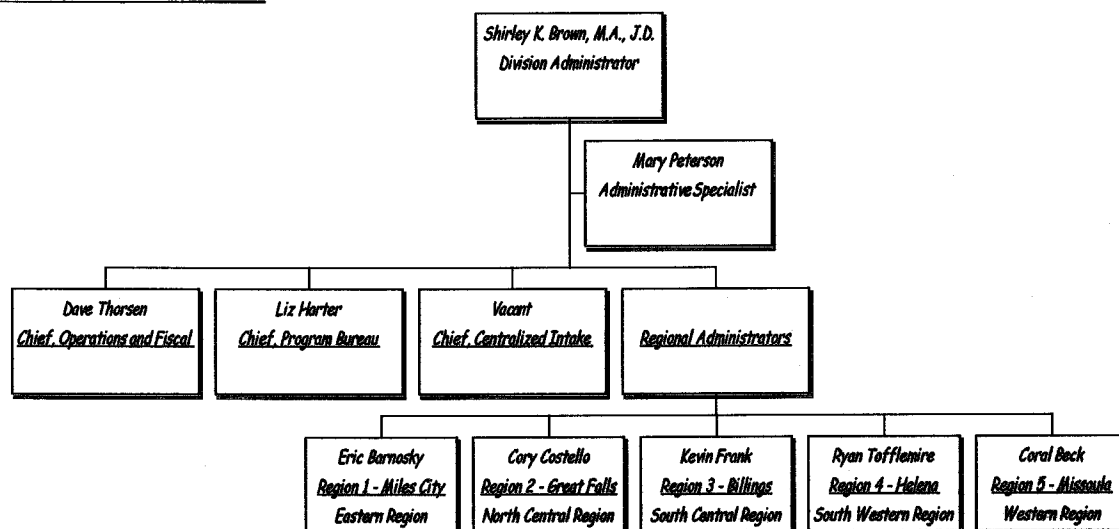 Shirley K. Brown, M.A., J.D.
Division Administrator
Mary Peterson
Administrative Specialist
Dave Thorsen
Chief, Operations and Fiscal
Liz Harter
Chief, Program Bureau
Vacant
Chief, Centralized Intake
Regional Administrators
Eric Barnosky
Region 1 - Miles City
Eastern Region
Cory Costello
Region 2 - Great Falls
North Central Region
Kevin Frank
Region 3 - Billings
South Central Region
Ryan Tofflemire
Region 4 - Helena
South Western Region
Coral Beck
Region 5 - Missoula
Western Region